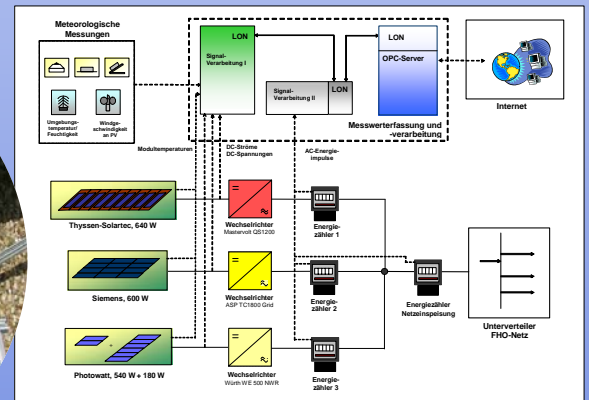 Meteorologische
Messungen
Umgebungs-
temperatur/
Feuchtigkeit
Windge-
schwindigkeit
an PV
LON
Signal-
Verarbeitung I
Signal-
Verarbeitung II
LON
LON
OPC-Server
Messwerterfassung und
-verarbeitung
Internet
Modultemperaturen
DC-Ströme
DC-Spannungen
AC-Energie-
impulse
Thyssen-Solartec, 640 W
Wechselrichter
Mastervolt QS1200
Energie-
zähler 1
Siemens, 600 W
Wechselrichter
ASP TC1600 Grid
Energie-
zähler 2
Energiezähler
Netzeinspeisung
Unterverteiler
FHO-Netz
Photowatt, 540 W + 180 W
Wechselrichter
Würth WE 500 NWR
Energie-
zähler 3